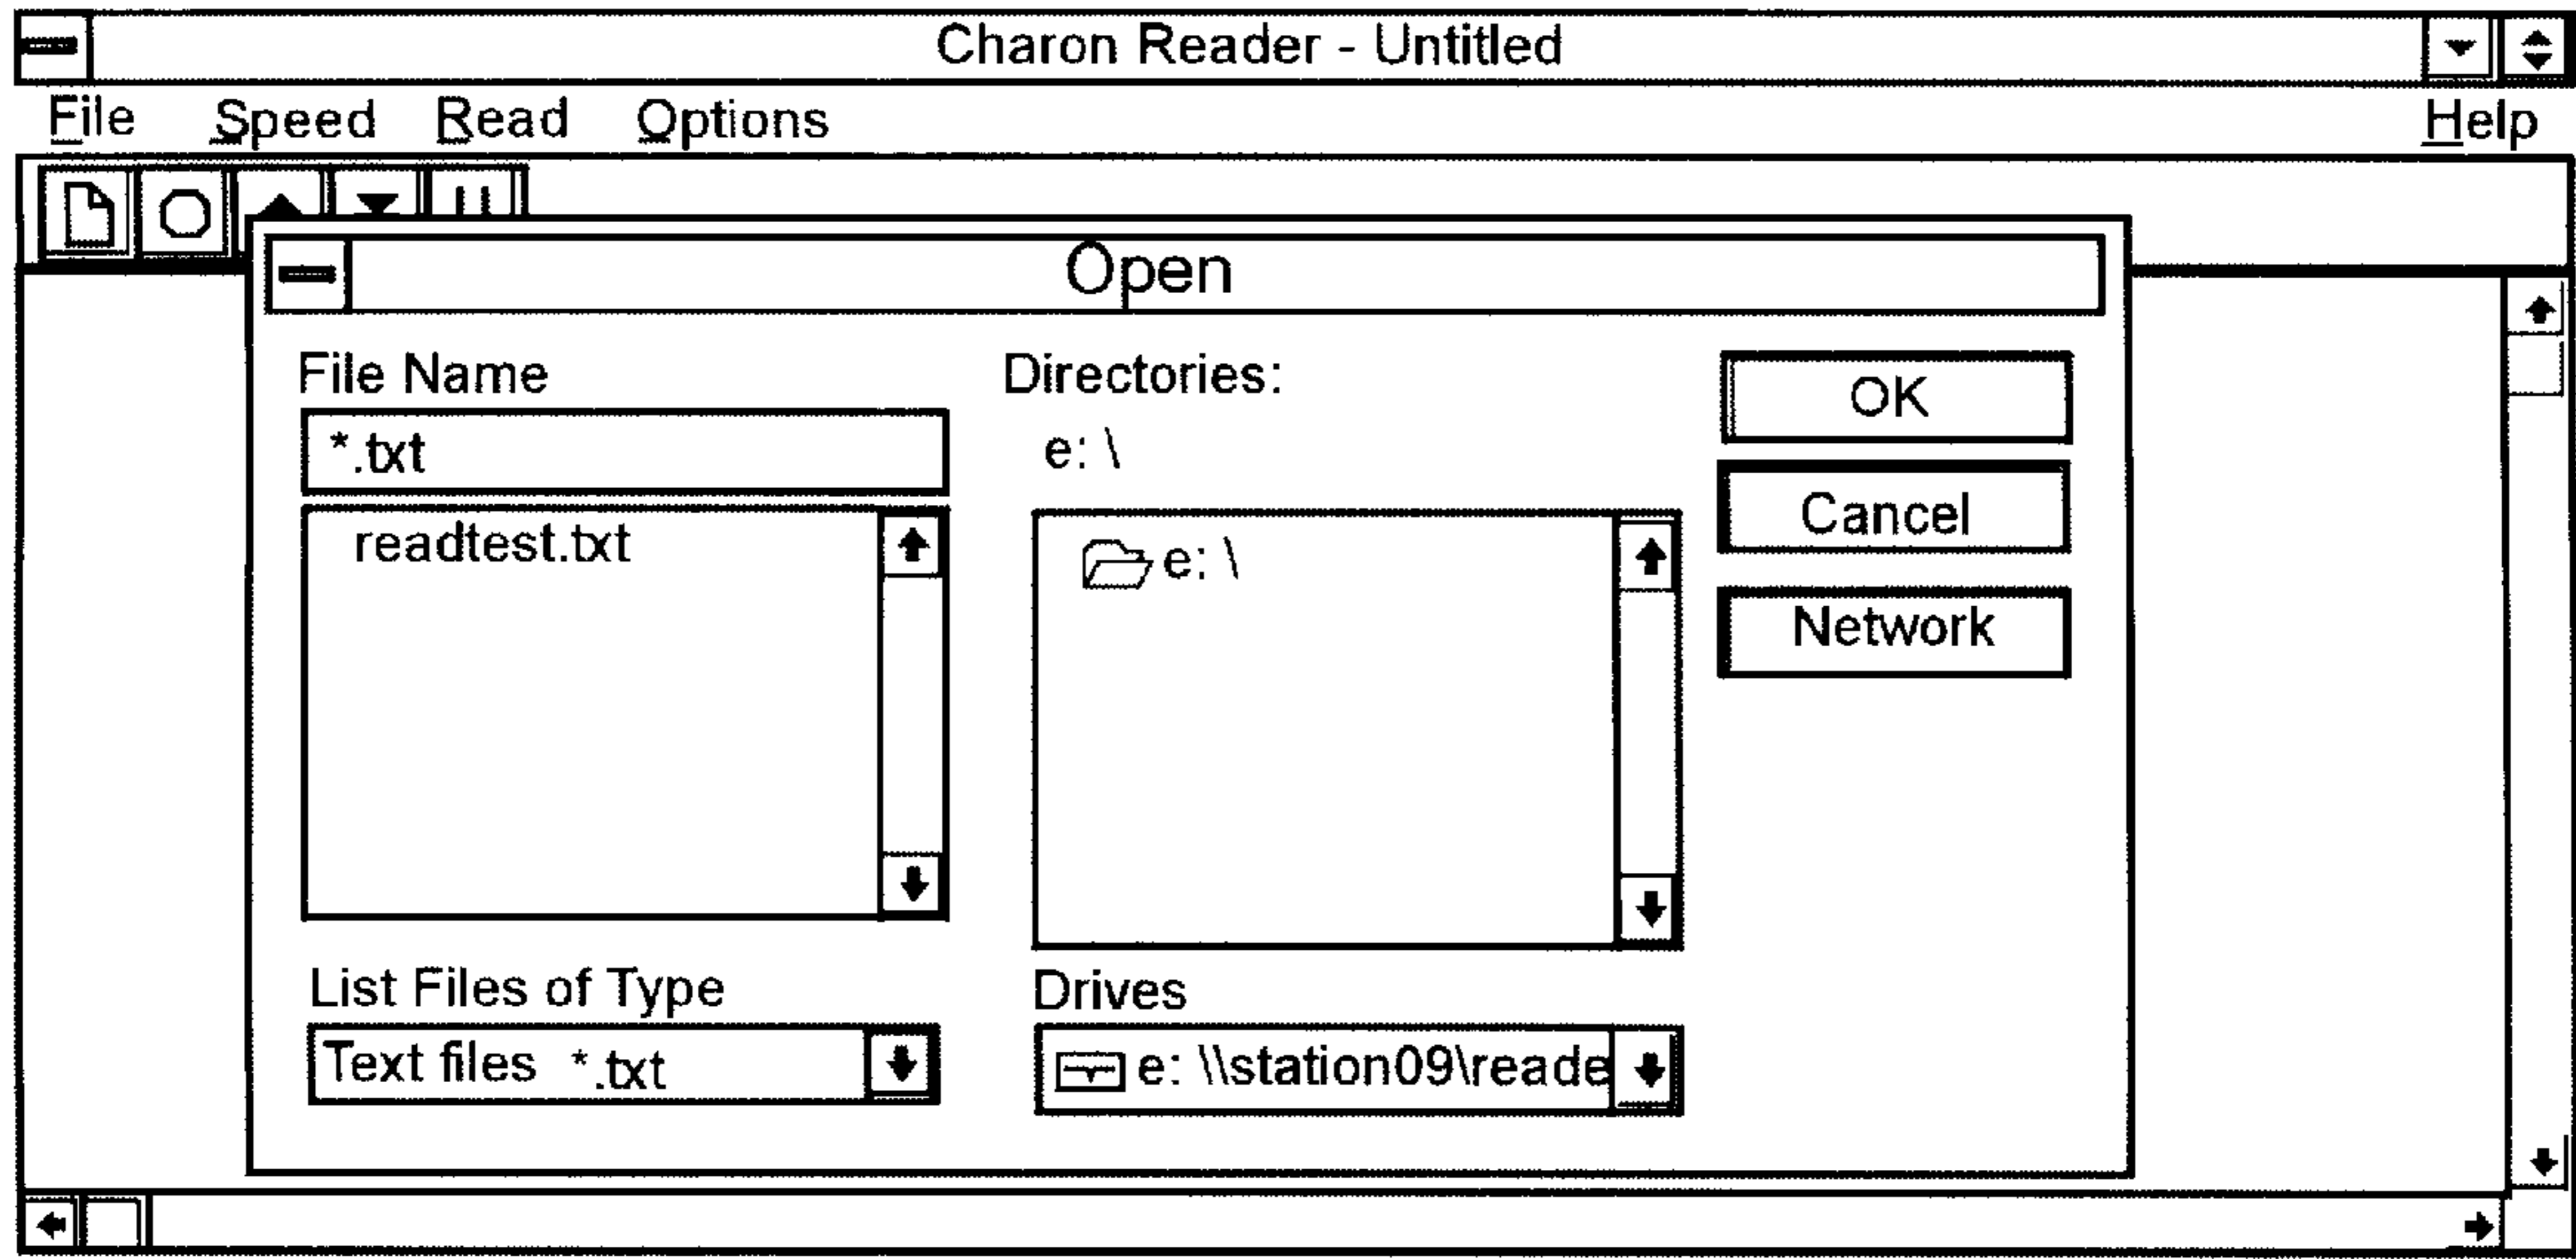 Charon Reader - Untitled
File Speed Read Options Help
Open
File Name
*.txt
readtest.txt
List Files of Type
Text files *.txt
Directories:
e: \
e: \
Drives
e: \\station09\reade
OK
Cancel
Network